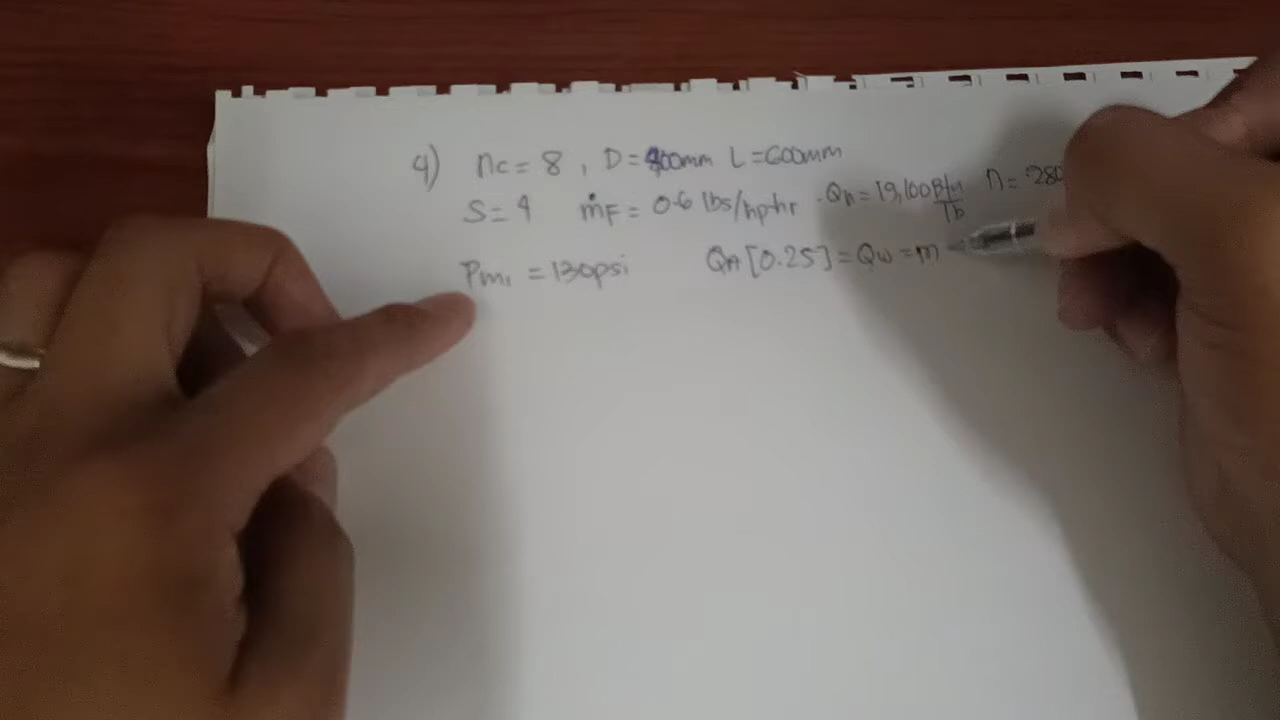 4) nc = 8 , D = 400mm L = 600mm
S = 4 ṁF = 0.6 lbs/hp-hr . Qh = 19,100 Btu/lb n = 280
Pmi = 130psi QA [0.25] = Qw = m